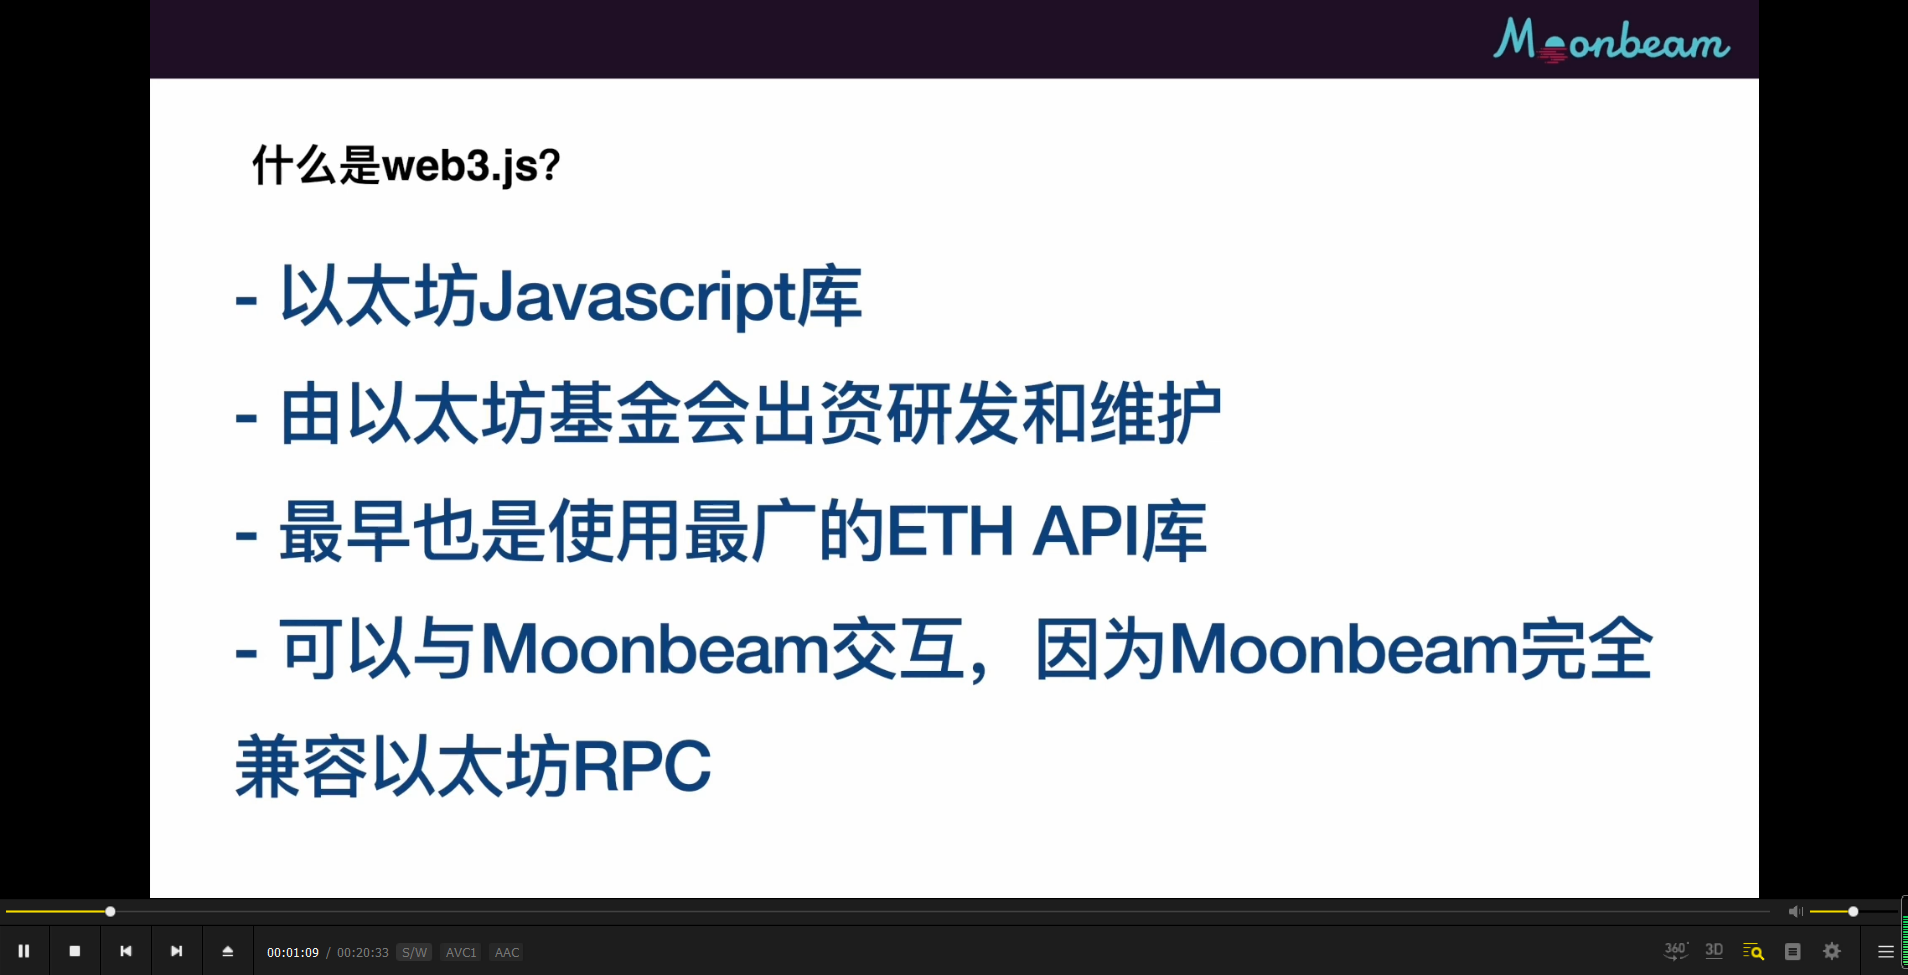 Moonbeam
什么是web3.js?
- 以太坊Javascript库
- 由以太坊基金会出资研发和维护
- 最早也是使用最广的ETH API库
- 可以与Moonbeam交互，因为Moonbeam完全
兼容以太坊RPC
00:01:09 / 00:20:33 S/W AVC1 AAC
360° 3D